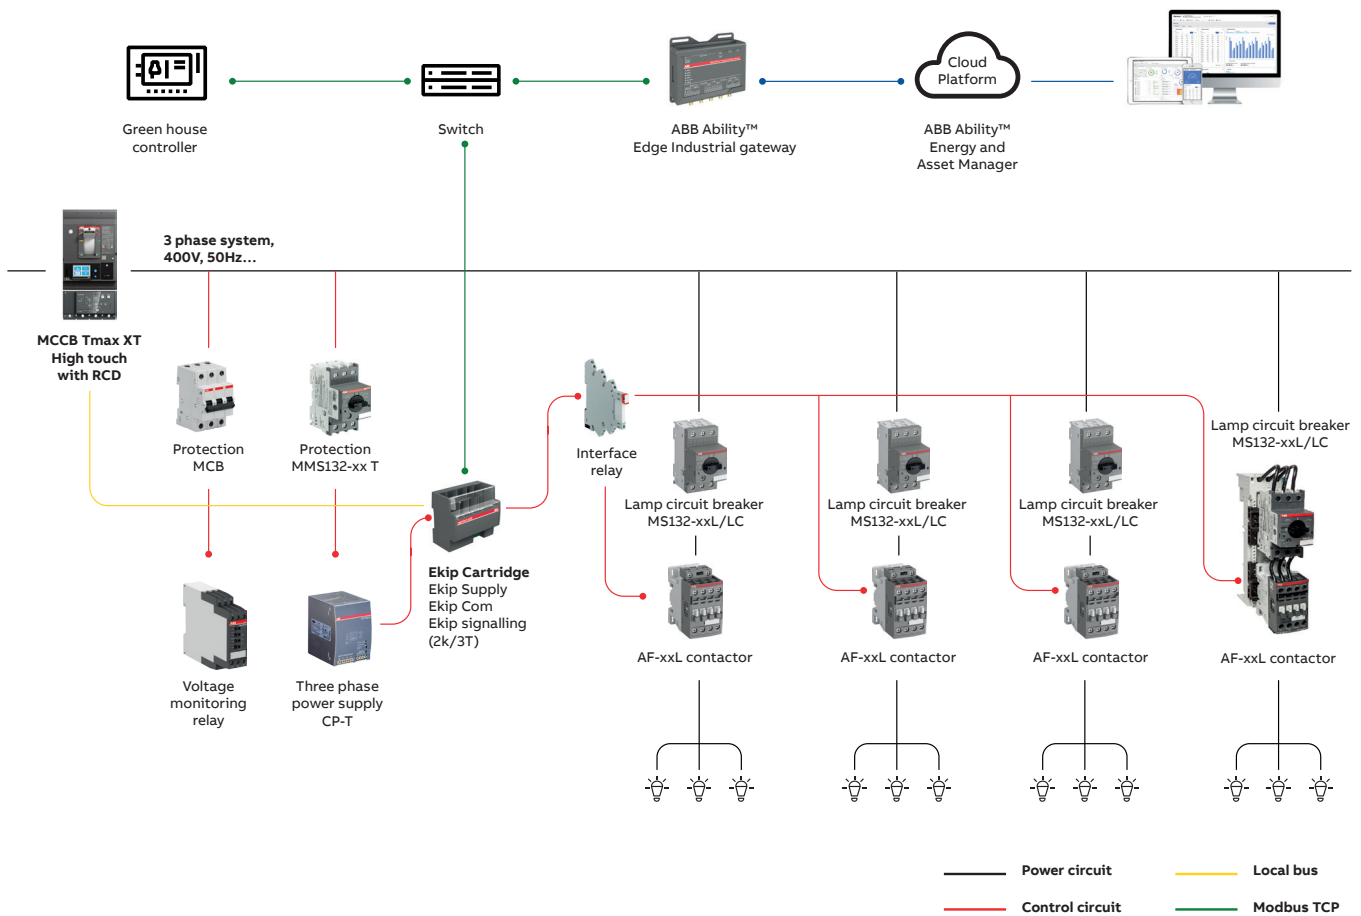 Cloud
Platform
Green house
controller
Switch
ABB Ability™
Edge Industrial gateway
ABB Ability™
Energy and
Asset Manager
3 phase system,
400V, 50Hz...
MCCB Tmax XT
High touch
with RCD
Protection
MCB
Protection
MMS132-xx T
Interface
relay
Lamp circuit breaker
MS132-xxL/LC
Lamp circuit breaker
MS132-xxL/LC
Lamp circuit breaker
MS132-xxL/LC
Lamp circuit breaker
MS132-xxL/LC
Ekip Cartridge
Ekip Supply
Ekip Com
Ekip signalling
(2k/3T)
Voltage
monitoring
relay
Three phase
power supply
CP-T
AF-xxL contactor
AF-xxL contactor
AF-xxL contactor
AF-xxL contactor
Power circuit
Local bus
Control circuit
Modbus TCP